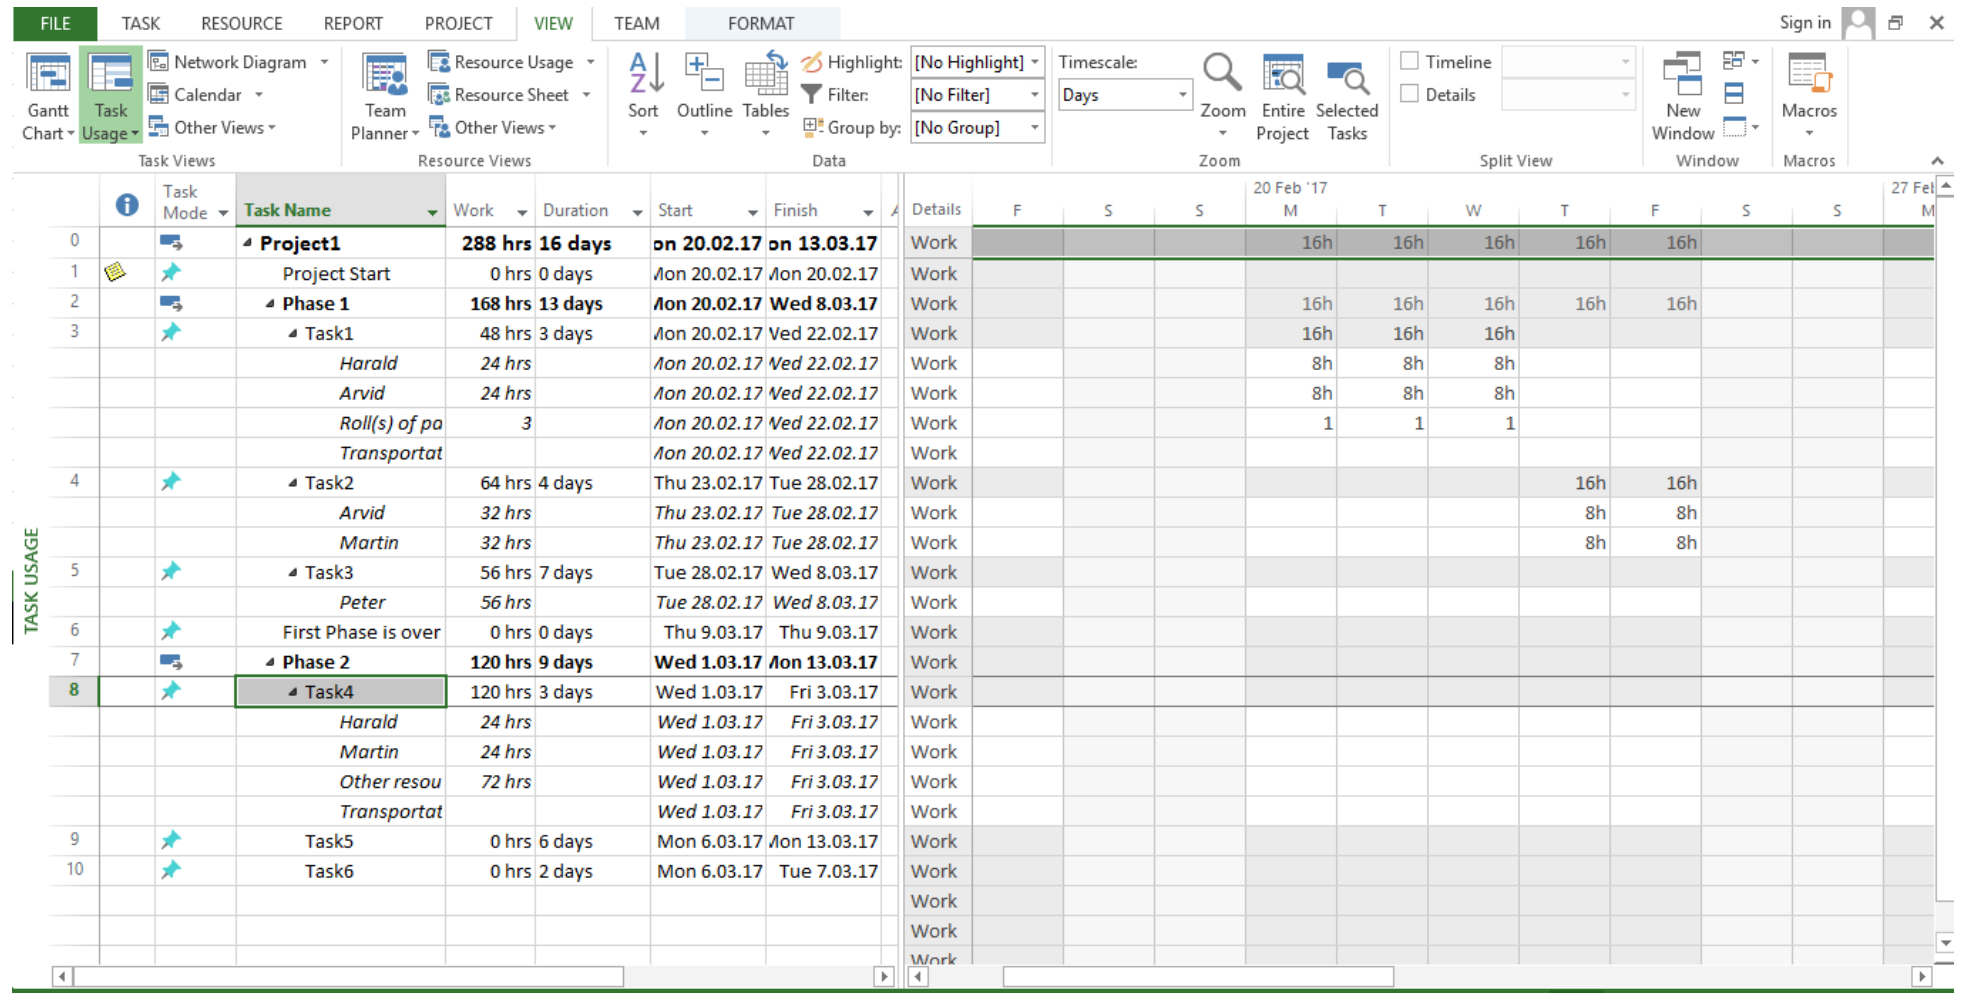 FILE TASK RESOURCE REPORT PROJECT VIEW TEAM FORMAT Sign in
Network Diagram Resource Usage Highlight: [No Highlight] Timescale: Timeline
Calendar Resource Sheet Filter: [No Filter] Days Details
Gantt Chart Task Usage Other Views Team Planner Other Views Sort Outline Tables Group by: [No Group] Zoom Entire Project Selected Tasks New Window Macros
Task Views Resource Views Data Zoom Split View Window Macros
TASK USAGE
Task Mode Task Name Work Duration Start Finish Details 20 Feb '17 27 Feb
F S S M T W T F S S M
0 Project1 288 hrs 16 days on 20.02.17 on 13.03.17 Work 16h 16h 16h 16h 16h
1 Project Start 0 hrs 0 days Mon 20.02.17 Mon 20.02.17 Work
2 Phase 1 168 hrs 13 days Mon 20.02.17 Wed 8.03.17 Work 16h 16h 16h 16h 16h
3 Task1 48 hrs 3 days Mon 20.02.17 Wed 22.02.17 Work 16h 16h 16h
Harald 24 hrs Mon 20.02.17 Wed 22.02.17 Work 8h 8h 8h
Arvid 24 hrs Mon 20.02.17 Wed 22.02.17 Work 8h 8h 8h
Roll(s) of pa 3 Mon 20.02.17 Wed 22.02.17 Work 1 1 1
Transportat Mon 20.02.17 Wed 22.02.17 Work
4 Task2 64 hrs 4 days Thu 23.02.17 Tue 28.02.17 Work 16h 16h
Arvid 32 hrs Thu 23.02.17 Tue 28.02.17 Work 8h 8h
Martin 32 hrs Thu 23.02.17 Tue 28.02.17 Work 8h 8h
5 Task3 56 hrs 7 days Tue 28.02.17 Wed 8.03.17 Work
Peter 56 hrs Tue 28.02.17 Wed 8.03.17 Work
6 First Phase is over 0 hrs 0 days Thu 9.03.17 Thu 9.03.17 Work
7 Phase 2 120 hrs 9 days Wed 1.03.17 Mon 13.03.17 Work
8 Task4 120 hrs 3 days Wed 1.03.17 Fri 3.03.17 Work
Harald 24 hrs Wed 1.03.17 Fri 3.03.17 Work
Martin 24 hrs Wed 1.03.17 Fri 3.03.17 Work
Other resou 72 hrs Wed 1.03.17 Fri 3.03.17 Work
Transportat Wed 1.03.17 Fri 3.03.17 Work
9 Task5 0 hrs 6 days Mon 6.03.17 Mon 13.03.17 Work
10 Task6 0 hrs 2 days Mon 6.03.17 Tue 7.03.17 Work
Work
Work
Work